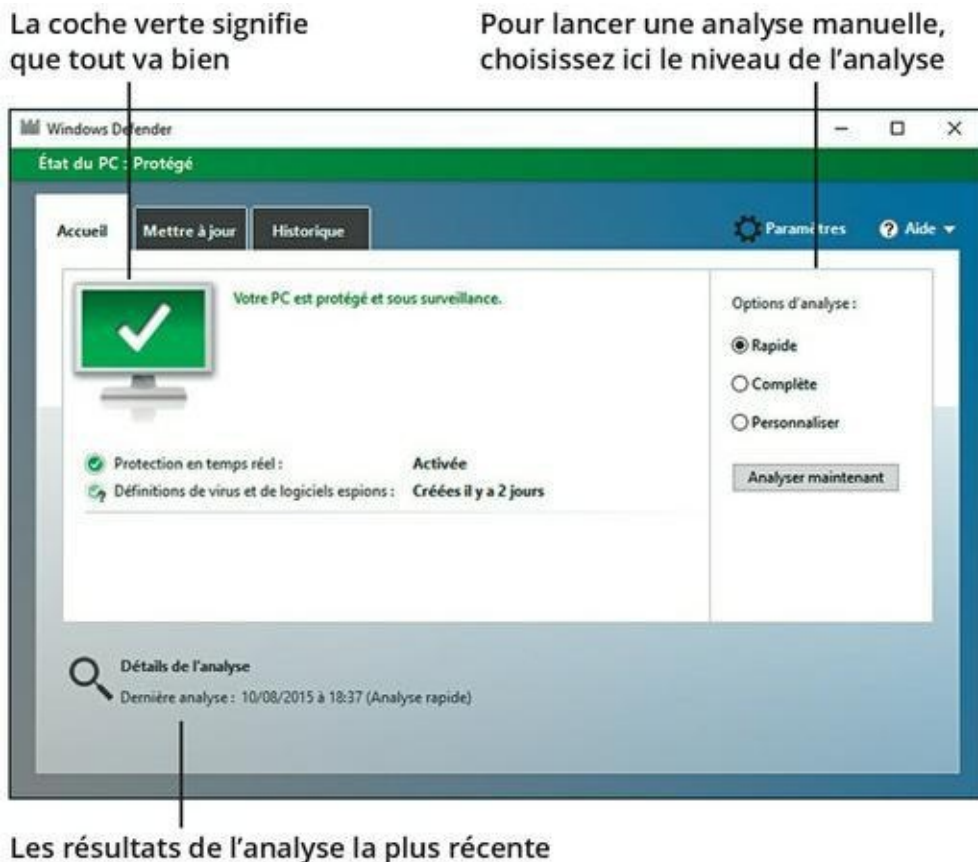 La coche verte signifie
que tout va bien
Pour lancer une analyse manuelle,
choisissez ici le niveau de l'analyse
Windows Defender
État du PC : Protégé
Accueil
Mettre à jour
Historique
Paramètres
? Aide
Votre PC est protégé et sous surveillance.
Options d'analyse :
Rapide
Complète
Personnaliser
Analyser maintenant
Protection en temps réel : Activée
Définitions de virus et de logiciels espions : Créées il y a 2 jours
Détails de l'analyse
Dernière analyse : 10/08/2015 à 18:37 (Analyse rapide)
Les résultats de l'analyse la plus récente